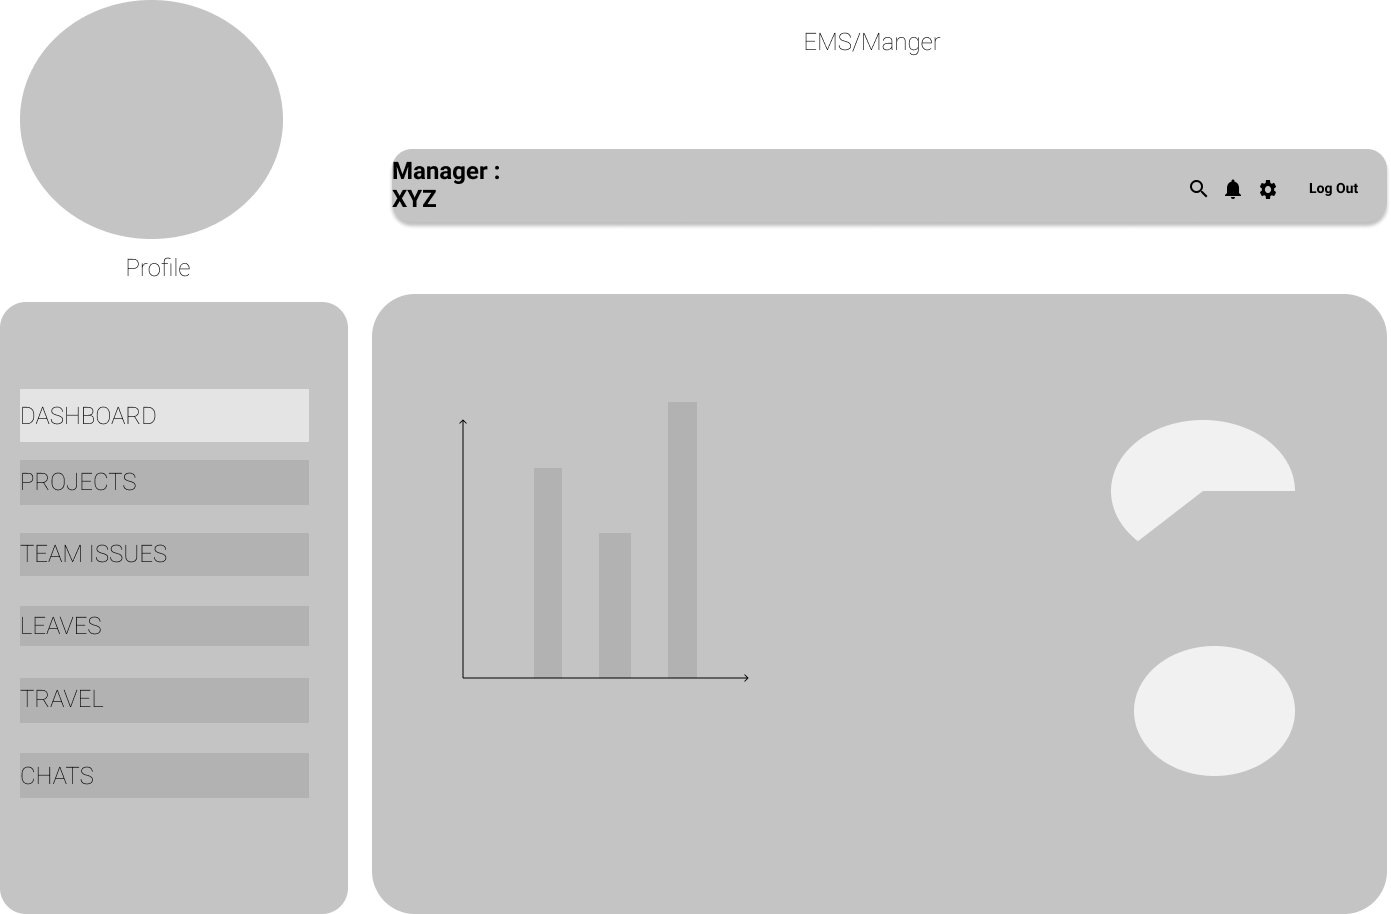 EMS/Manger
Manager :
XYZ
Log Out
Profile
DASHBOARD
PROJECTS
TEAM ISSUES
LEAVES
TRAVEL
CHATS